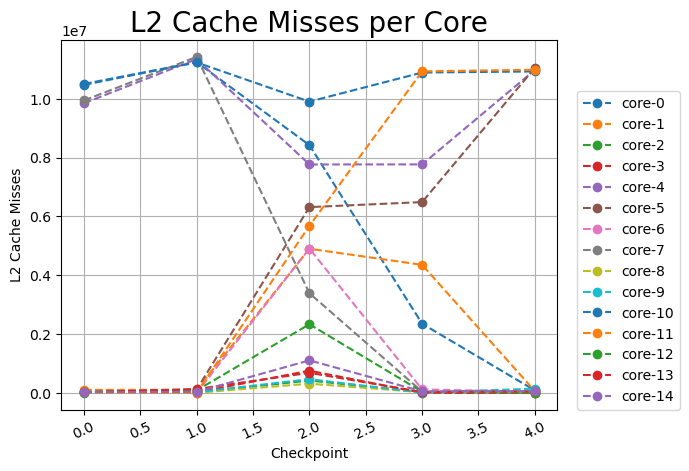 L2 Cache Misses per Core
1e7
1.0
0.8
0.6
0.4
0.2
0.0
L2 Cache Misses
0.0 0.5 1.0 1.5 2.0 2.5 3.0 3.5 4.0
Checkpoint
core-0
core-1
core-2
core-3
core-4
core-5
core-6
core-7
core-8
core-9
core-10
core-11
core-12
core-13
core-14